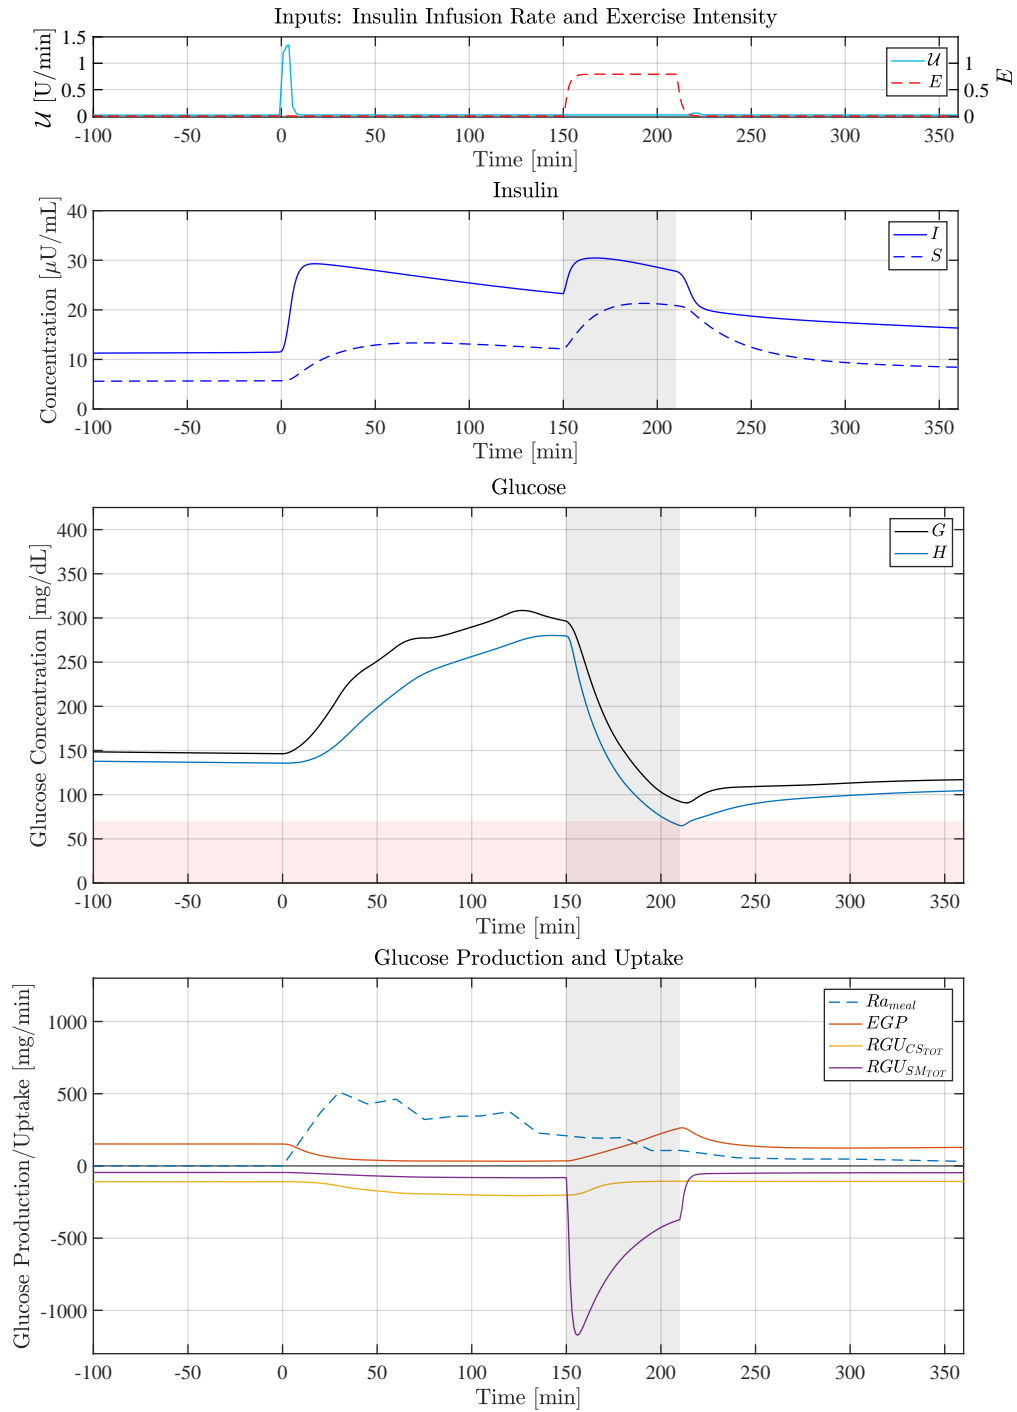 Inputs: Insulin Infusion Rate and Exercise Intensity
𝒰 [U/min]
1.5
1
0.5
0
1
0.5
0
E
𝒰
E
-100 -50 0 50 100 150 200 250 300 350
Time [min]
Insulin
Concentration [μU/mL]
40
30
20
10
0
I
S
-100 -50 0 50 100 150 200 250 300 350
Time [min]
Glucose
Glucose Concentration [mg/dL]
400
350
300
250
200
150
100
50
0
G
H
-100 -50 0 50 100 150 200 250 300 350
Time [min]
Glucose Production and Uptake
Glucose Production/Uptake [mg/min]
1000
500
0
-500
-1000
Ra_meal
EGP
RGU_CS_TOT
RGU_SM_TOT
-100 -50 0 50 100 150 200 250 300 350
Time [min]